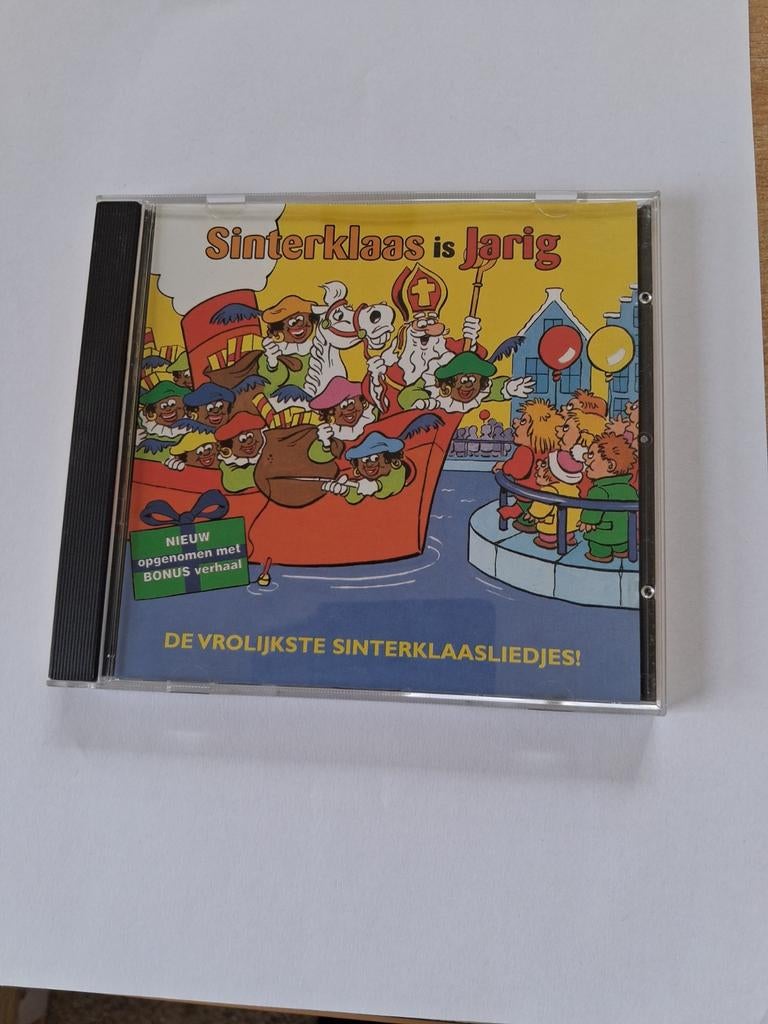 Sinterklaas is Jarig
NIEUW
opgenomen met
BONUS verhaal
DE VROLIJKSTE SINTERKLAASLIEDJES!